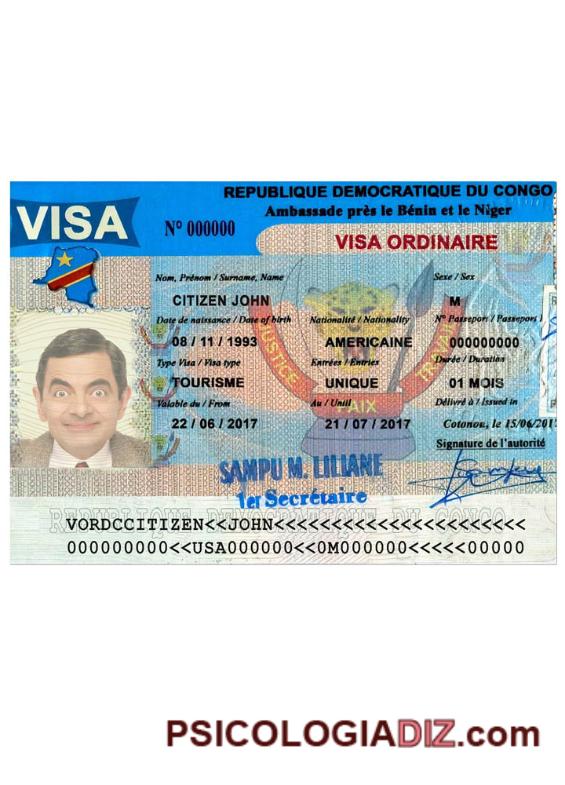 REPUBLIQUE DEMOCRATIQUE DU CONGO
Ambassade près le Bénin et le Niger
VISA
N° 000000
VISA ORDINAIRE
Nom, Prénom / Surname, Name
Sexe / Sex
CITIZEN JOHN
M
Date de naissance / Date of birth
Nationalité / Nationality
N° Passeport / Passeport
08 / 11 / 1993
AMERICAINE
000000000
Type Visa / Visa type
Entrées / Entries
Durée / Duration
TOURISME
UNIQUE
01 MOIS
Valable du / From
Au / Until
Délivré à / Issued in
22 / 06 / 2017
21 / 07 / 2017
Cotonou, le 15/06/201
Signature de l'autorité
JUSTICE
PAIX
TRAVAIL
SAMPU M. LILIANE
1er Secrétaire
REPUBLIQUE DEMOCRATIQUE DU CONGO
VORDCCITIZEN<<JOHN<<<<<<<<<<<<<<<<<<<<<<
000000000<<USA000000<<0M000000<<<<<00000
PSICOLOGIADIZ.com